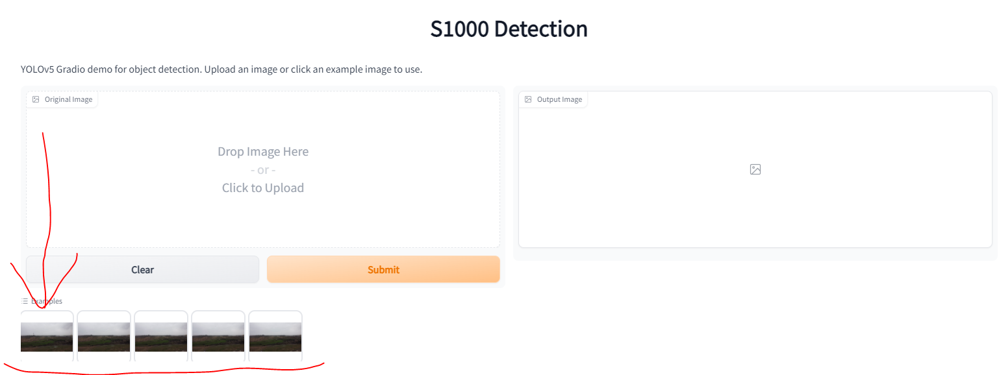 S1000 Detection
YOLOv5 Gradio demo for object detection. Upload an image or click an example image to use.
Original Image
Drop Image Here
- or -
Click to Upload
Clear
Submit
Output Image
Examples